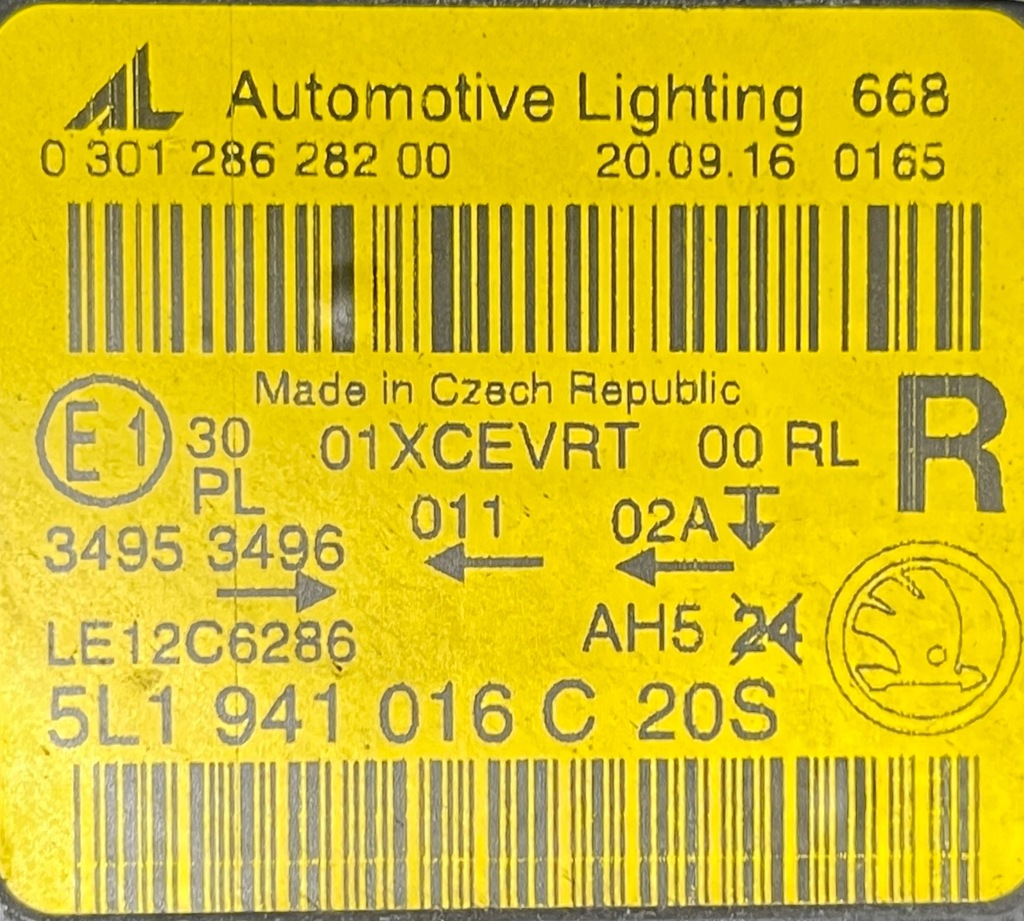 AL Automotive Lighting 668
0 301 286 282 00 20.09.16 0165
Made in Czech Republic
E1 30 01XCEVRT 00 RL R
PL 011 02A
3495 3496
LE12C6286 AH5 24
5L1 941 016 C 20S